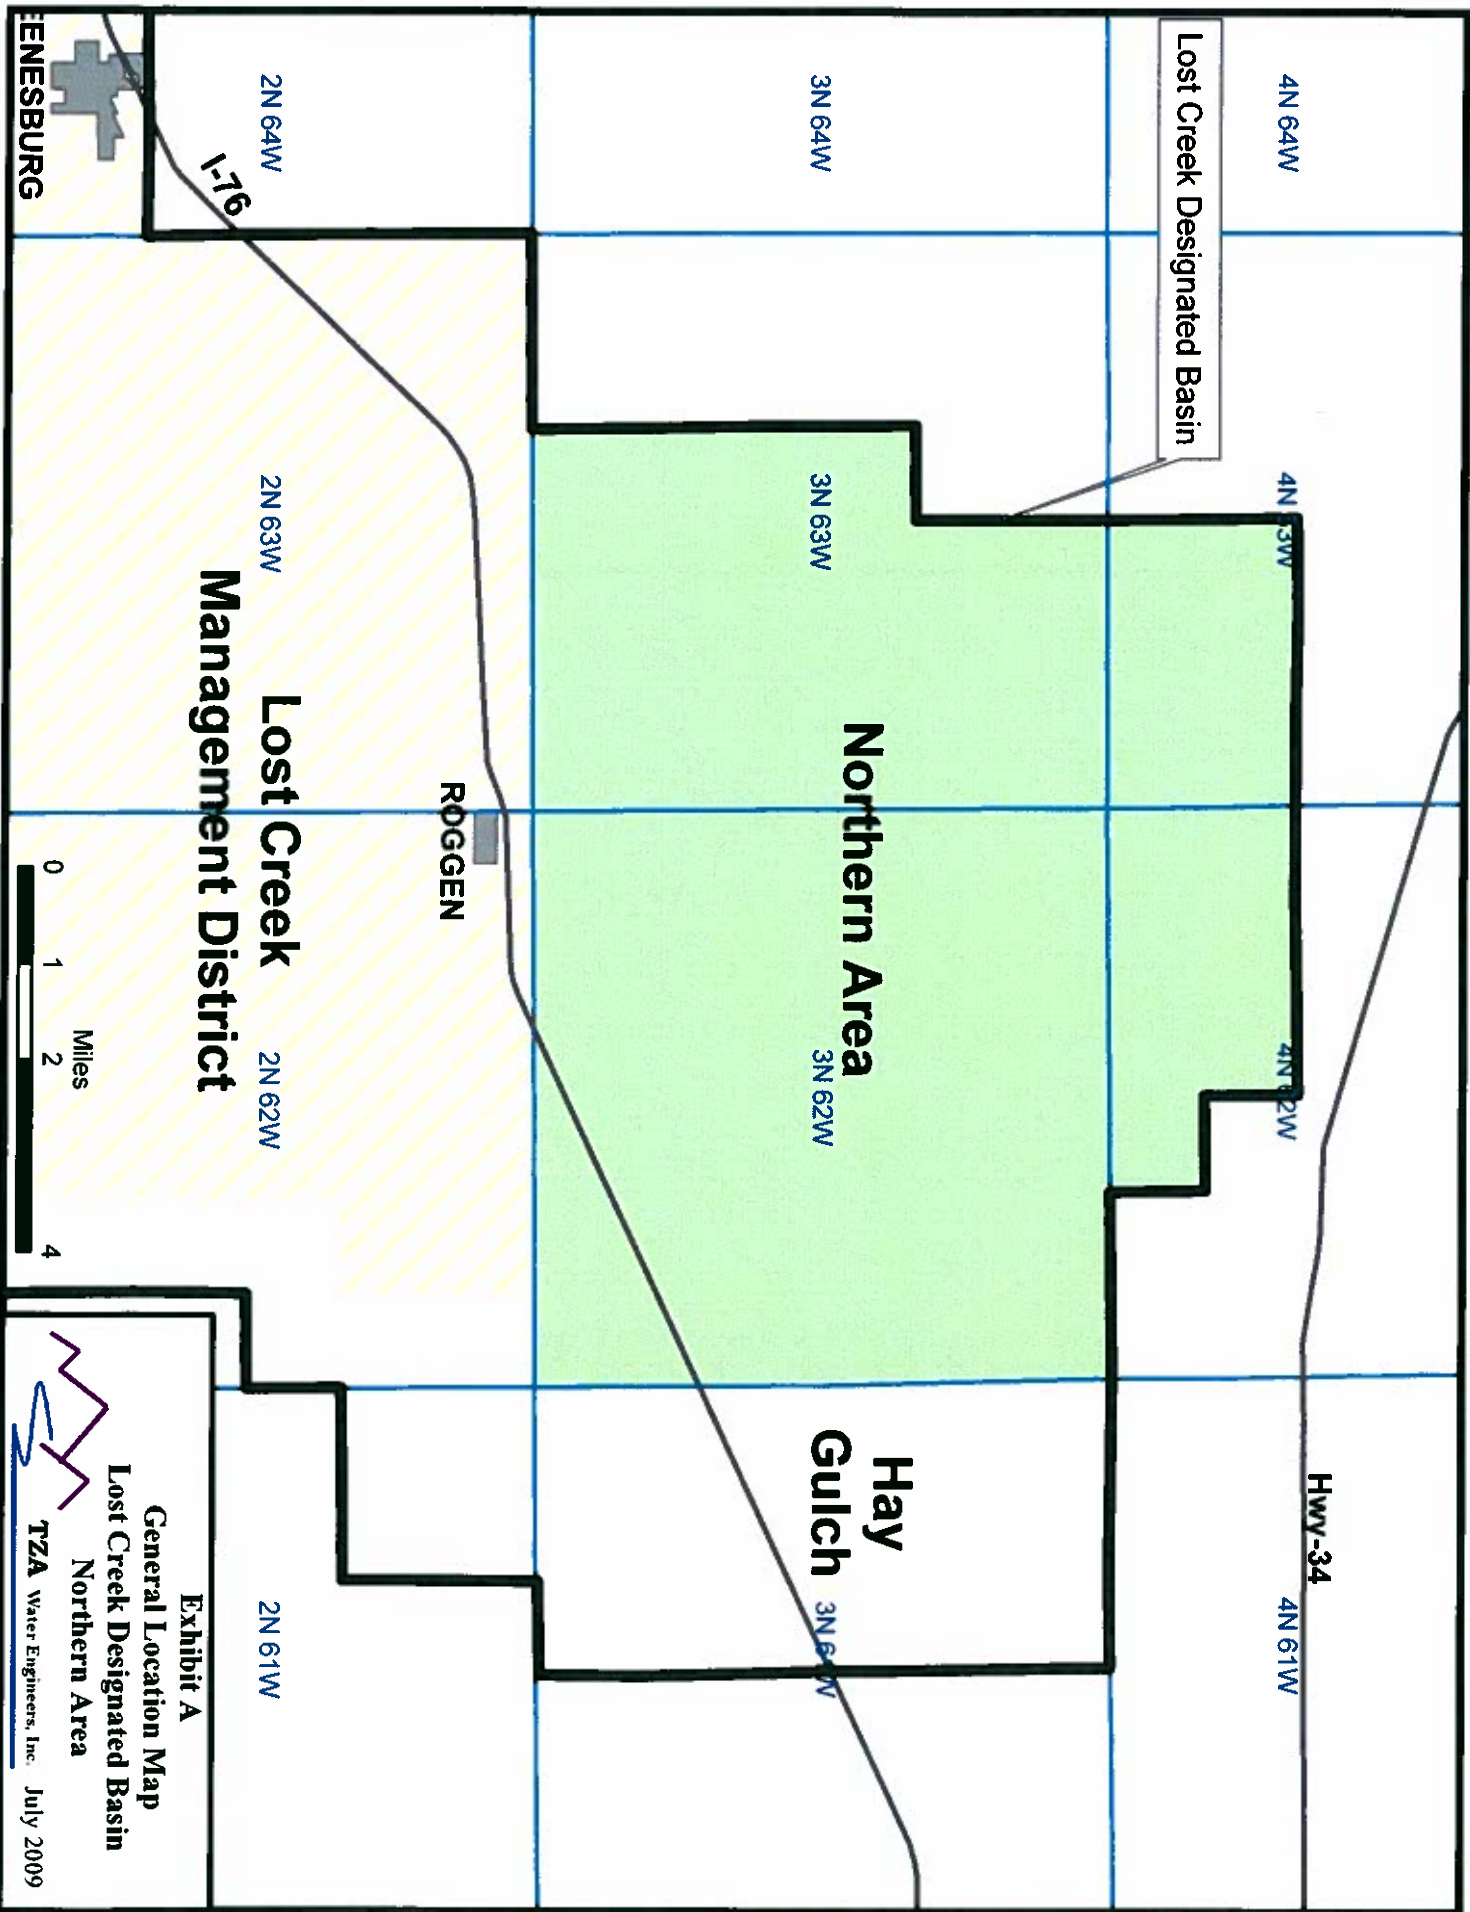 4N 64W
4N 63W
4N 62W
4N 61W
Hwy-34
Lost Creek Designated Basin
3N 64W
3N 63W
Northern Area
3N 62W
Hay
Gulch
3N 61W
2N 64W
I-76
2N 63W
ROGGEN
Lost Creek
Management District
2N 62W
2N 61W
ENESBURG
Miles
0 1 2 4
Exhibit A
General Location Map
Lost Creek Designated Basin
Northern Area
TZA Water Engineers, Inc. July 2009